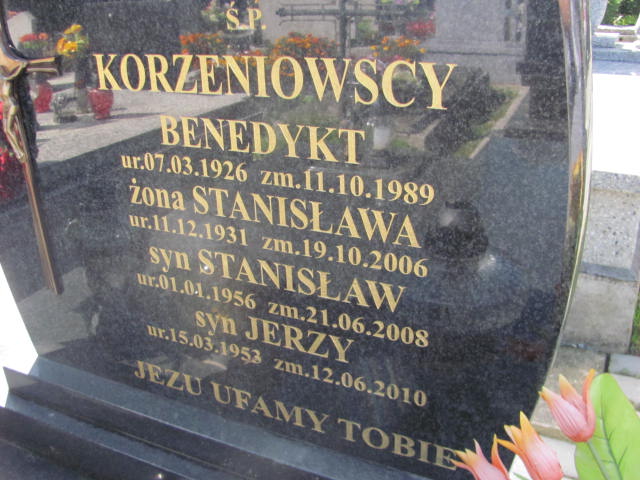 Ś.P
KORZENIOWSCY
BENEDYKT
ur.07.03.1926 zm.11.10.1989
żona STANISŁAWA
ur.11.12.1931 zm.19.10.2006
syn STANISŁAW
ur.01.01.1956 zm.21.06.2008
syn JERZY
ur.15.03.1953 zm.12.06.2010
JEZU UFAMY TOBIE